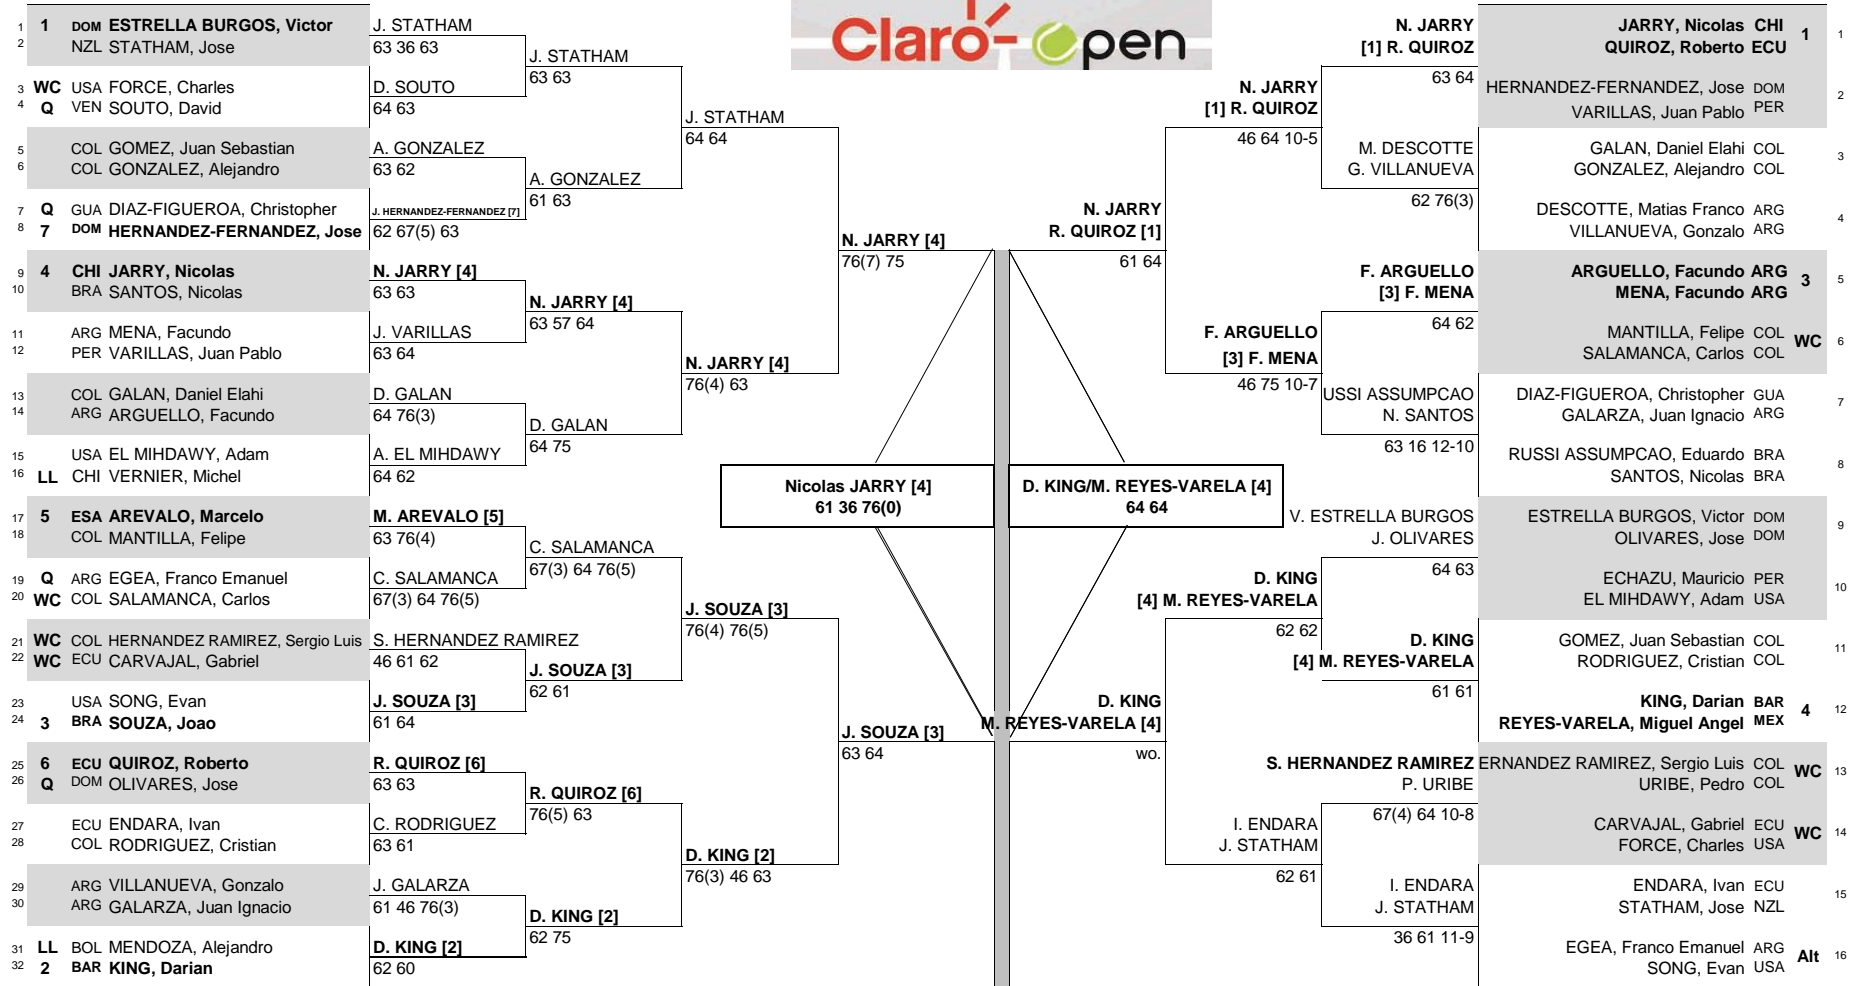 Claro Open
1 1 DOM ESTRELLA BURGOS, Victor
2 NZL STATHAM, Jose
3 WC USA FORCE, Charles
4 Q VEN SOUTO, David
5 COL GOMEZ, Juan Sebastian
6 COL GONZALEZ, Alejandro
7 Q GUA DIAZ-FIGUEROA, Christopher
8 7 DOM HERNANDEZ-FERNANDEZ, Jose
9 4 CHI JARRY, Nicolas
10 BRA SANTOS, Nicolas
11 ARG MENA, Facundo
12 PER VARILLAS, Juan Pablo
13 COL GALAN, Daniel Elahi
14 ARG ARGUELLO, Facundo
15 USA EL MIHDAWY, Adam
16 LL CHI VERNIER, Michel
17 5 ESA AREVALO, Marcelo
18 COL MANTILLA, Felipe
19 Q ARG EGEA, Franco Emanuel
20 WC COL SALAMANCA, Carlos
21 WC COL HERNANDEZ RAMIREZ, Sergio Luis
22 WC ECU CARVAJAL, Gabriel
23 USA SONG, Evan
24 3 BRA SOUZA, Joao
25 6 ECU QUIROZ, Roberto
26 Q DOM OLIVARES, Jose
27 ECU ENDARA, Ivan
28 COL RODRIGUEZ, Cristian
29 ARG VILLANUEVA, Gonzalo
30 ARG GALARZA, Juan Ignacio
31 LL BOL MENDOZA, Alejandro
32 2 BAR KING, Darian
J. STATHAM
63 36 63
D. SOUTO
64 63
A. GONZALEZ
63 62
J. HERNANDEZ-FERNANDEZ [7]
62 67(5) 63
N. JARRY [4]
63 63
J. VARILLAS
63 64
D. GALAN
64 76(3)
A. EL MIHDAWY
64 62
M. AREVALO [5]
63 76(4)
C. SALAMANCA
67(3) 64 76(5)
S. HERNANDEZ RAMIREZ
46 61 62
J. SOUZA [3]
61 64
R. QUIROZ [6]
63 63
C. RODRIGUEZ
63 61
J. GALARZA
61 46 76(3)
D. KING [2]
62 60
J. STATHAM
63 63
A. GONZALEZ
61 63
N. JARRY [4]
63 57 64
D. GALAN
64 75
C. SALAMANCA
67(3) 64 76(5)
J. SOUZA [3]
62 61
R. QUIROZ [6]
76(5) 63
D. KING [2]
62 75
J. STATHAM
64 64
N. JARRY [4]
76(4) 63
J. SOUZA [3]
76(4) 76(5)
D. KING [2]
76(3) 46 63
N. JARRY [4]
76(7) 75
J. SOUZA [3]
63 64
Nicolas JARRY [4]
61 36 76(0)
D. KING/M. REYES-VARELA [4]
64 64
N. JARRY
R. QUIROZ [1]
61 64
D. KING
M. REYES-VARELA [4]
wo.
N. JARRY
[1] R. QUIROZ
46 64 10-5
F. ARGUELLO
[3] F. MENA
46 75 10-7
D. KING
[4] M. REYES-VARELA
62 62
I. ENDARA
J. STATHAM
62 61
N. JARRY
[1] R. QUIROZ
63 64
M. DESCOTTE
G. VILLANUEVA
62 76(3)
F. ARGUELLO
[3] F. MENA
64 62
USSI ASSUMPCAO
N. SANTOS
63 16 12-10
V. ESTRELLA BURGOS
J. OLIVARES
64 63
D. KING
[4] M. REYES-VARELA
61 61
S. HERNANDEZ RAMIREZ
P. URIBE
67(4) 64 10-8
I. ENDARA
J. STATHAM
36 61 11-9
JARRY, Nicolas CHI 1 1
QUIROZ, Roberto ECU
HERNANDEZ-FERNANDEZ, Jose DOM 2
VARILLAS, Juan Pablo PER
GALAN, Daniel Elahi COL 3
GONZALEZ, Alejandro COL
DESCOTTE, Matias Franco ARG 4
VILLANUEVA, Gonzalo ARG
ARGUELLO, Facundo ARG 3 5
MENA, Facundo ARG
MANTILLA, Felipe COL WC 6
SALAMANCA, Carlos COL
DIAZ-FIGUEROA, Christopher GUA 7
GALARZA, Juan Ignacio ARG
RUSSI ASSUMPCAO, Eduardo BRA 8
SANTOS, Nicolas BRA
ESTRELLA BURGOS, Victor DOM 9
OLIVARES, Jose DOM
ECHAZU, Mauricio PER 10
EL MIHDAWY, Adam USA
GOMEZ, Juan Sebastian COL 11
RODRIGUEZ, Cristian COL
KING, Darian BAR 4 12
REYES-VARELA, Miguel Angel MEX
ERNANDEZ RAMIREZ, Sergio Luis COL WC 13
URIBE, Pedro COL
CARVAJAL, Gabriel ECU WC 14
FORCE, Charles USA
ENDARA, Ivan ECU 15
STATHAM, Jose NZL
EGEA, Franco Emanuel ARG Alt 16
SONG, Evan USA